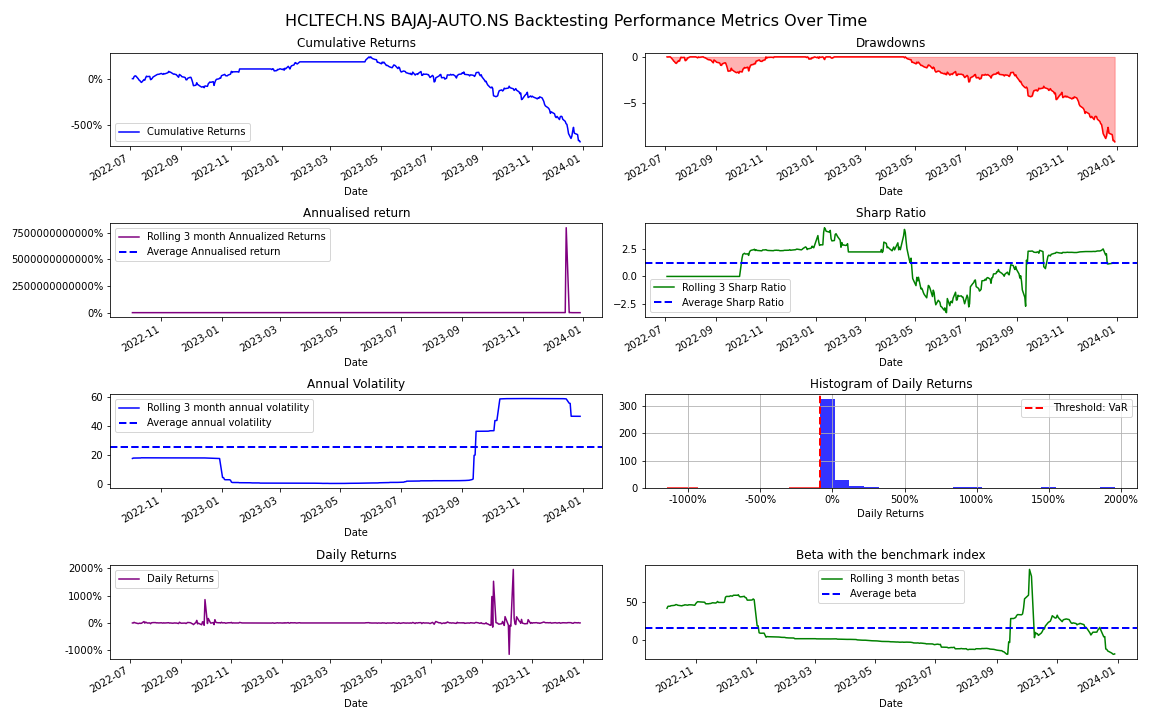 HCLTECH.NS BAJAJ-AUTO.NS Backtesting Performance Metrics Over Time
Cumulative Returns
0%
-500%
Cumulative Returns
2022-07 2022-09 2022-11 2023-01 2023-03 2023-05 2023-07 2023-09 2023-11 2024-01
Date
Drawdowns
0
−5
2022-07 2022-09 2022-11 2023-01 2023-03 2023-05 2023-07 2023-09 2023-11 2024-01
Date
Annualised return
7500000000000%
5000000000000%
2500000000000%
0%
Rolling 3 month Annualized Returns
Average Annualised return
2022-11 2023-01 2023-03 2023-05 2023-07 2023-09 2023-11 2024-01
Date
Sharp Ratio
2.5
0.0
−2.5
Rolling 3 Sharp Ratio
Average Sharp Ratio
2022-07 2022-09 2022-11 2023-01 2023-03 2023-05 2023-07 2023-09 2023-11 2024-01
Date
Annual Volatility
60
40
20
0
Rolling 3 month annual volatility
Average annual volatility
2022-11 2023-01 2023-03 2023-05 2023-07 2023-09 2023-11 2024-01
Date
Histogram of Daily Returns
300
200
100
0
Threshold: VaR
-1000% -500% 0% 500% 1000% 1500% 2000%
Daily Returns
Daily Returns
2000%
1000%
0%
-1000%
Daily Returns
2022-07 2022-09 2022-11 2023-01 2023-03 2023-05 2023-07 2023-09 2023-11 2024-01
Date
Beta with the benchmark index
50
0
Rolling 3 month betas
Average beta
2022-11 2023-01 2023-03 2023-05 2023-07 2023-09 2023-11 2024-01
Date